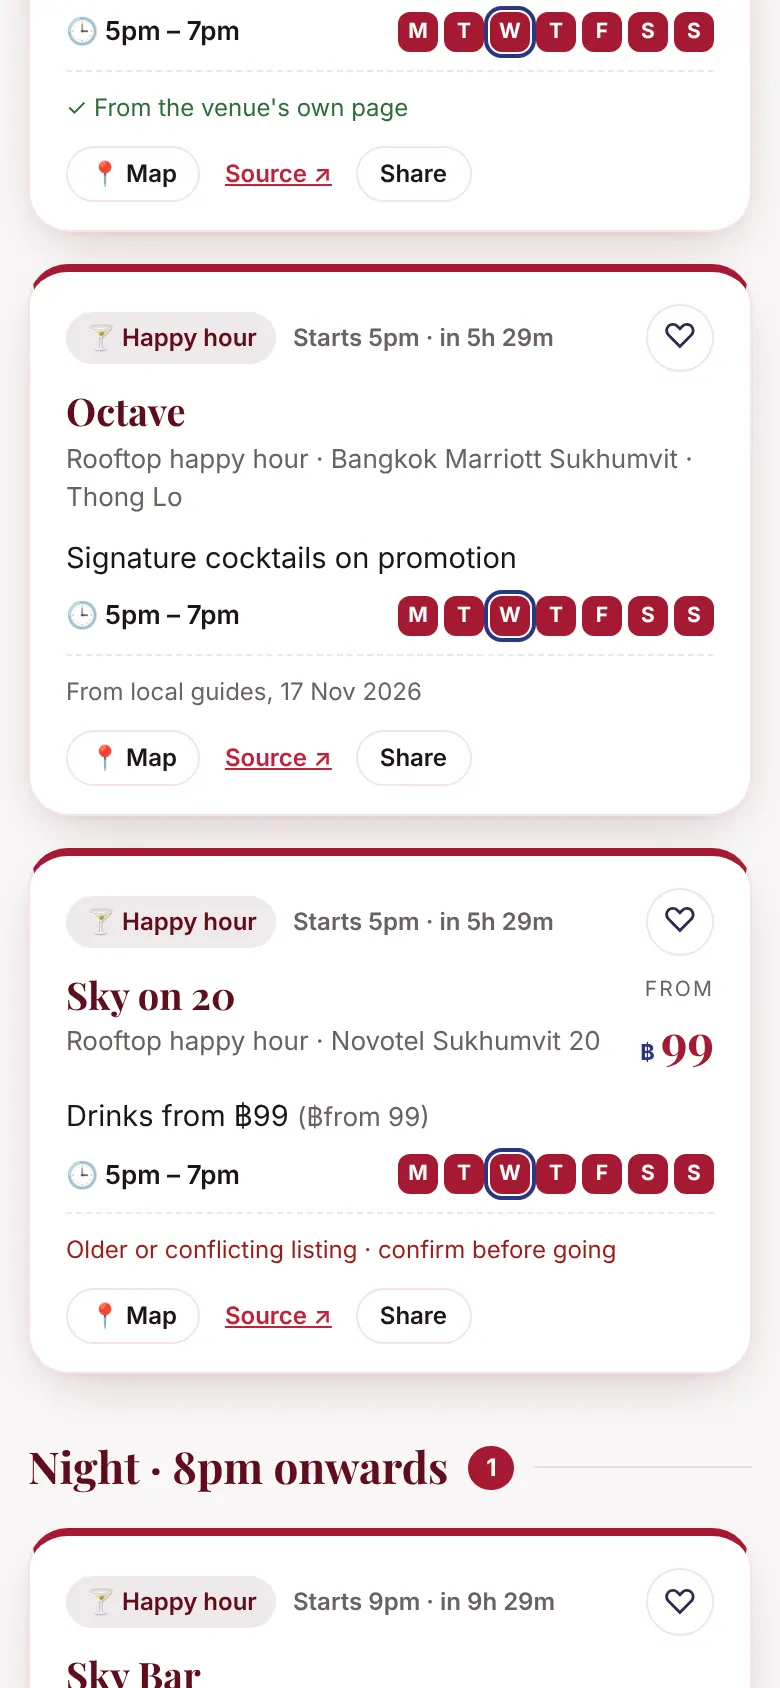 5pm – 7pm
M T W T F S S
✓ From the venue's own page
Map Source ↗ Share
Happy hour Starts 5pm · in 5h 29m
Octave
Rooftop happy hour · Bangkok Marriott Sukhumvit ·
Thong Lo
Signature cocktails on promotion
5pm – 7pm
M T W T F S S
From local guides, 17 Nov 2026
Map Source ↗ Share
Happy hour Starts 5pm · in 5h 29m
Sky on 20
FROM
Rooftop happy hour · Novotel Sukhumvit 20
฿99
Drinks from ฿99 (฿from 99)
5pm – 7pm
M T W T F S S
Older or conflicting listing · confirm before going
Map Source ↗ Share
Night · 8pm onwards 1
Happy hour Starts 9pm · in 9h 29m
Sky Bar